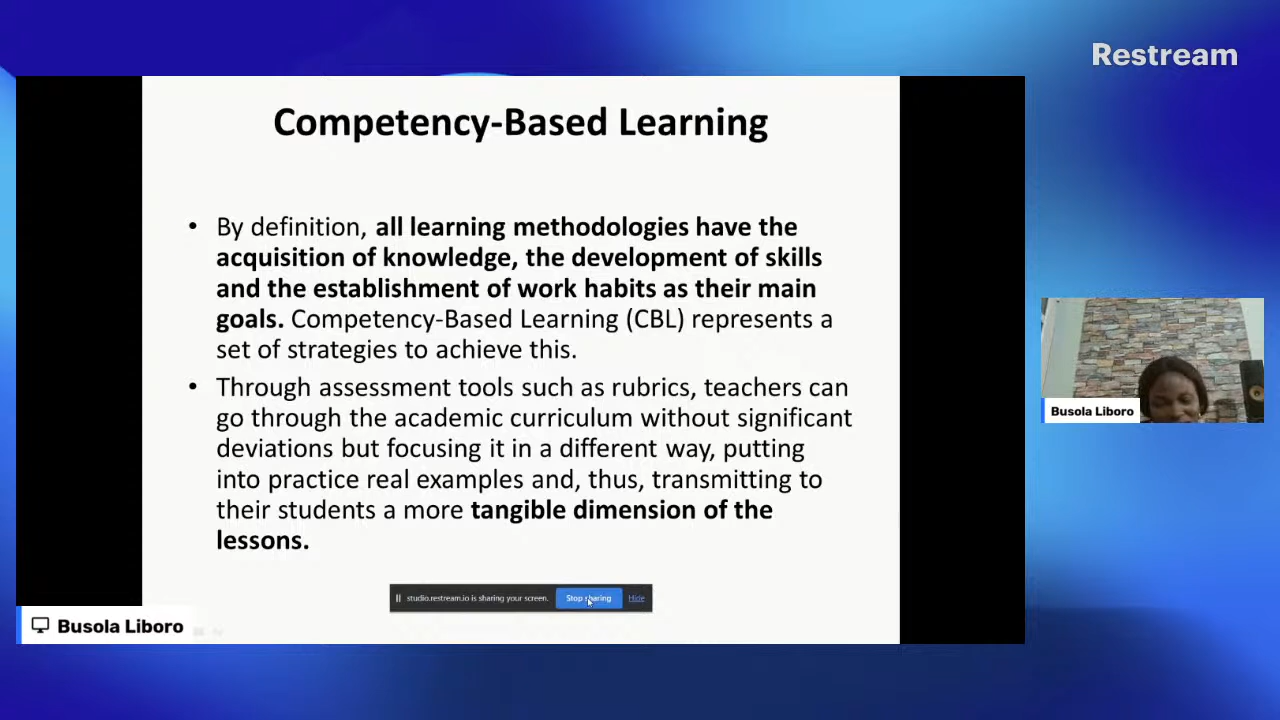 Restream
Competency-Based Learning
• By definition, all learning methodologies have the
acquisition of knowledge, the development of skills
and the establishment of work habits as their main
goals. Competency-Based Learning (CBL) represents a
set of strategies to achieve this.
• Through assessment tools such as rubrics, teachers can
go through the academic curriculum without significant
deviations but focusing it in a different way, putting
into practice real examples and, thus, transmitting to
their students a more tangible dimension of the
lessons.
studio.restream.io is sharing your screen. Stop sharing Hide
Busola Liboro
Busola Liboro